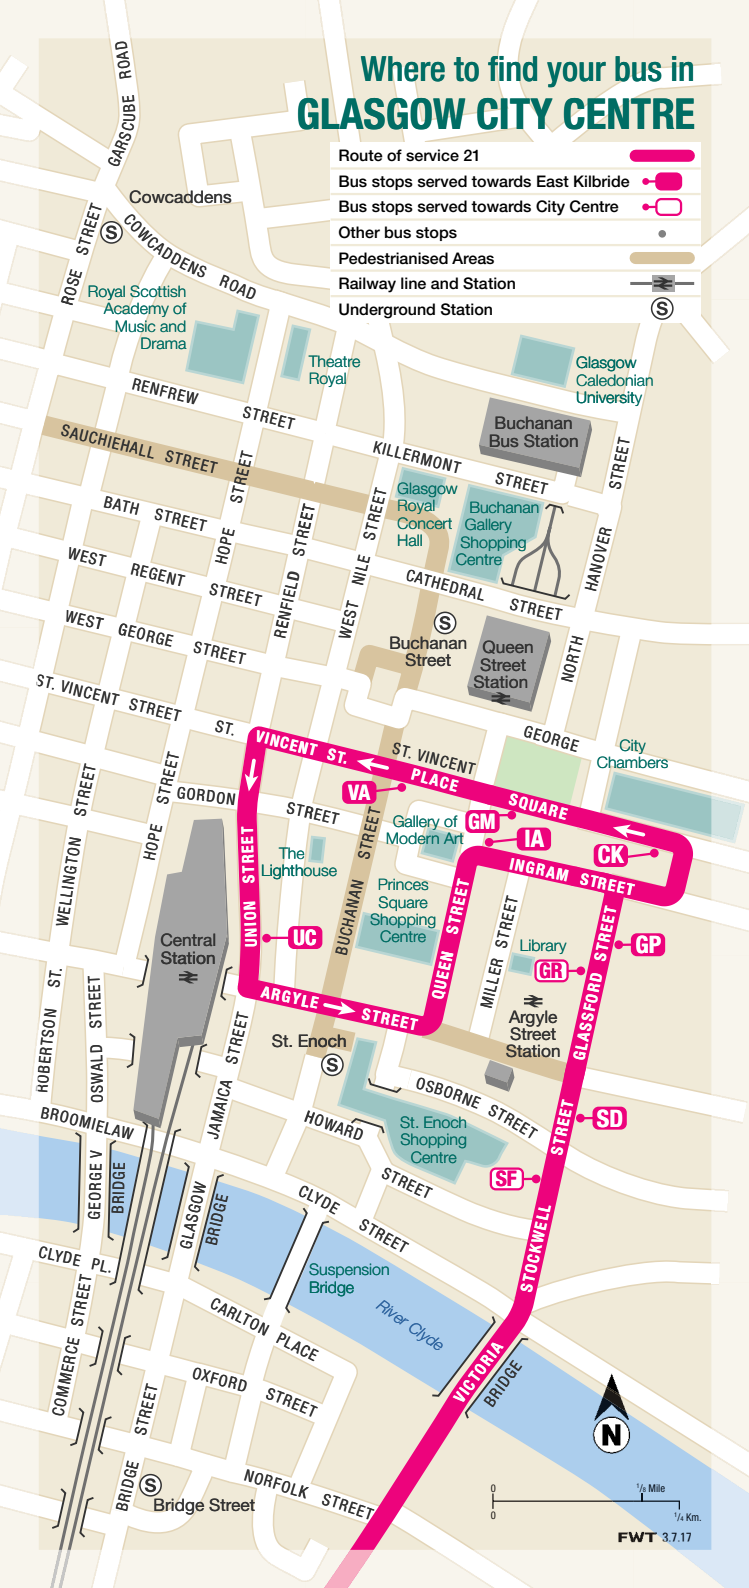 Where to find your bus in
GLASGOW CITY CENTRE
Route of service 21
Bus stops served towards East Kilbride
Bus stops served towards City Centre
Other bus stops
Pedestrianised Areas
Railway line and Station
Underground Station
S
GARSCUBE ROAD
Cowcaddens
S
ROSE STREET
COWCADDENS ROAD
Royal Scottish
Academy of
Music and
Drama
Theatre
Royal
Glasgow
Caledonian
University
RENFREW STREET
Buchanan
Bus Station
SAUCHIEHALL STREET
KILLERMONT STREET
Glasgow
Royal
Concert
Hall
Buchanan
Gallery
Shopping
Centre
BATH STREET
HOPE STREET
RENFIELD STREET
WEST NILE STREET
NORTH HANOVER STREET
WEST REGENT STREET
CATHEDRAL STREET
WEST GEORGE STREET
S
Buchanan
Street
Queen
Street
Station
ST. VINCENT STREET
ST. VINCENT ST.
ST. VINCENT PLACE
GEORGE SQUARE
City
Chambers
VA
GM
IA
CK
GORDON STREET
HOPE STREET
WELLINGTON STREET
Gallery of
Modern Art
The
Lighthouse
INGRAM STREET
UNION STREET
BUCHANAN STREET
Princes
Square
Shopping
Centre
QUEEN STREET
MILLER STREET
GLASSFORD STREET
UC
GP
Library
GR
Central
Station
ROBERTSON ST.
OSWALD STREET
ARGYLE STREET
Argyle
Street
Station
St. Enoch
S
JAMAICA STREET
OSBORNE STREET
HOWARD STREET
St. Enoch
Shopping
Centre
SD
SF
STOCKWELL STREET
BROOMIELAW
GEORGE V
BRIDGE
GLASGOW
BRIDGE
CLYDE STREET
Suspension
Bridge
River Clyde
CLYDE PL.
CARLTON PLACE
COMMERCE STREET
OXFORD STREET
VICTORIA
BRIDGE
N
BRIDGE STREET
S
Bridge Street
NORFOLK STREET
0 1/8 Mile
0 1/4 Km.
FWT 3.7.17